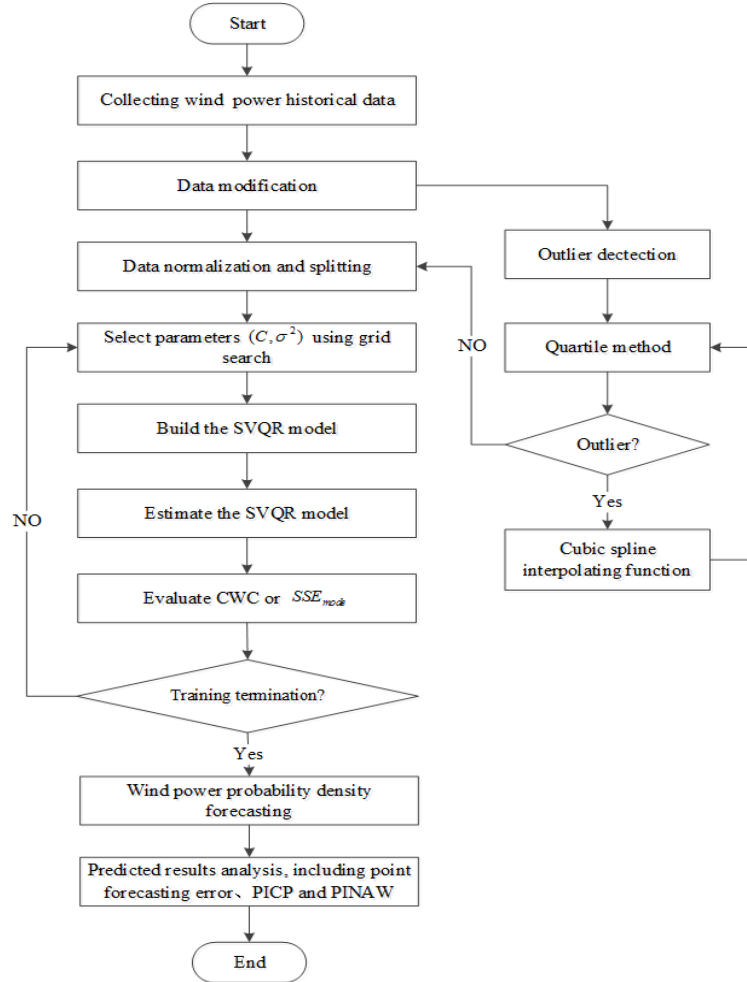 Start
Collecting wind power historical data
Data modification
Data normalization and splitting
Select parameters (C, σ²) using grid
search
Build the SVQR model
Estimate the SVQR model
Evaluate CWC or SSE_mode
Training termination?
NO
Yes
Wind power probability density
forecasting
Predicted results analysis, including point
forecasting error、PICP and PINAW
End
Outlier dectection
Quartile method
Outlier?
NO
Yes
Cubic spline
interpolating function